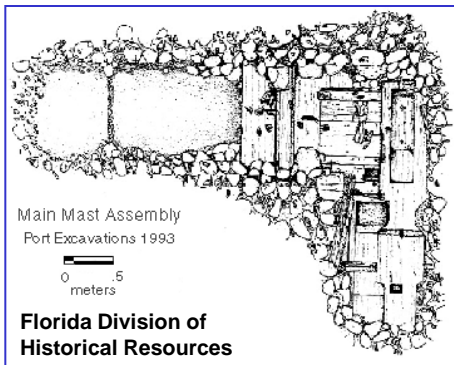 Main Mast Assembly
Port Excavations 1993
0 .5
meters
Florida Division of
Historical Resources